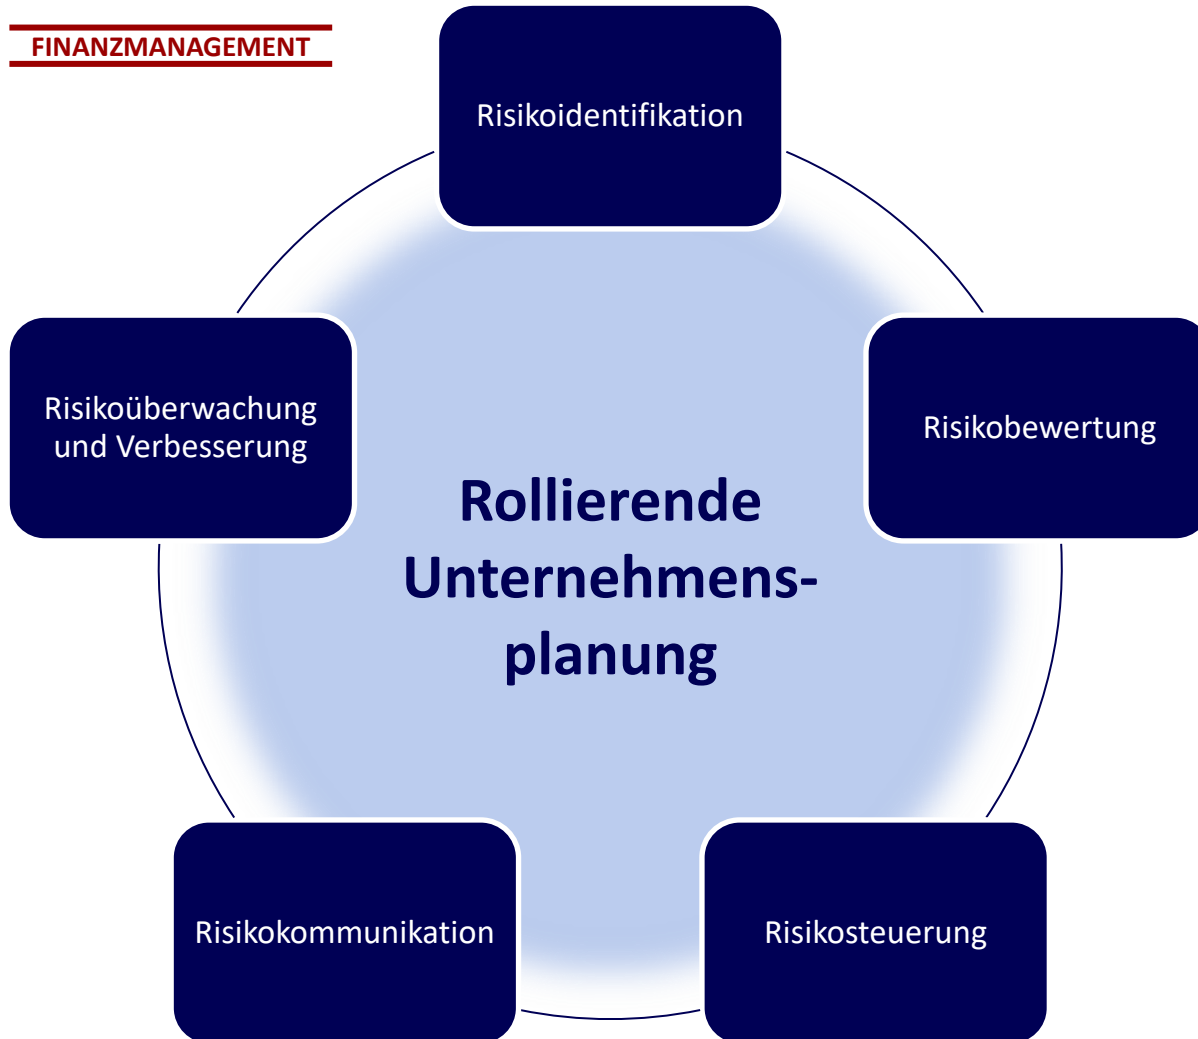 FINANZMANAGEMENT
Risikoidentifikation
Risikoüberwachung
und Verbesserung
Risikobewertung
Rollierende
Unternehmens-
planung
Risikokommunikation
Risikosteuerung